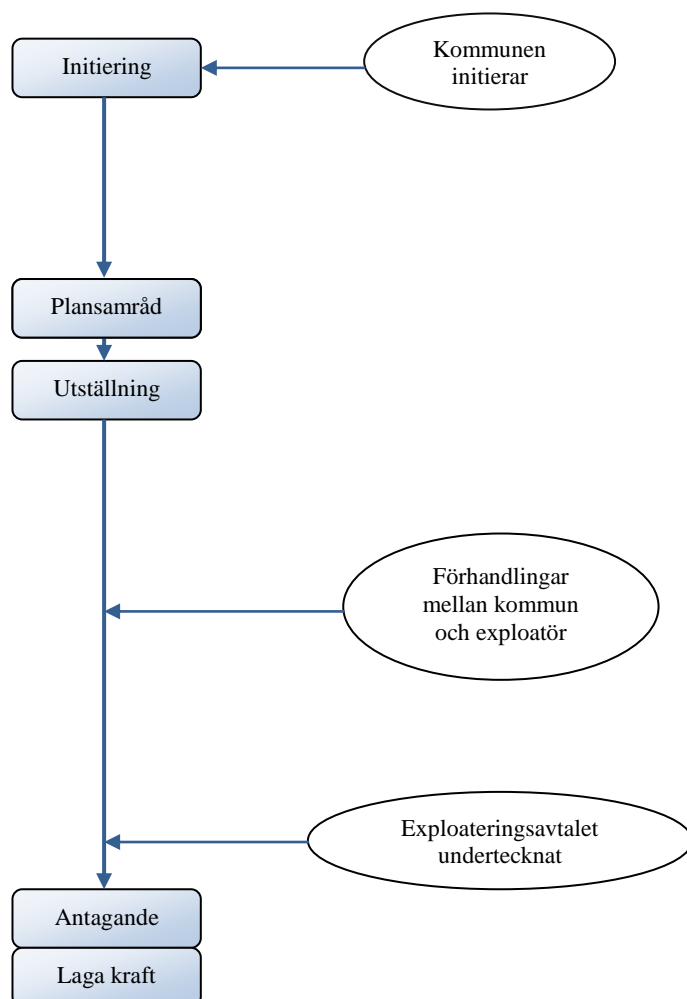 Initiering
Kommunen
initierar
Plansamråd
Utställning
Förhandlingar
mellan kommun
och exploatör
Exploateringsavtalet
undertecknat
Antagande
Laga kraft